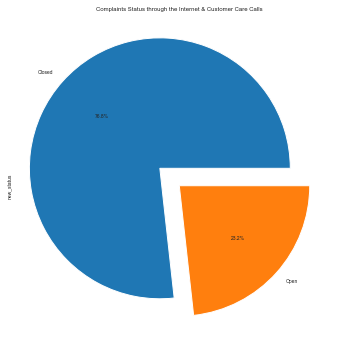 Complaints Status through the Internet & Customer Care Calls
Closed
76.8%
new_status
23.2%
Open